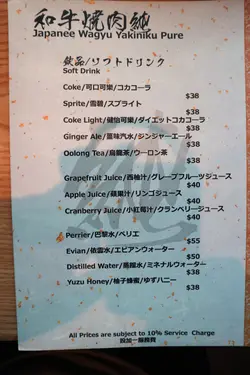 和牛燒肉純
Japanee Wagyu Yakiniku Pure
飲品/ソフトドリンク
Soft Drink
Coke/可口可樂/コカコーラ
$38
Sprite/雪碧/スプライト
$38
Coke Light/健怡可樂/ダイエットコカコーラ
$38
Ginger Ale/薑味汽水/ジンジャーエール
$38
Oolong Tea/烏龍茶/ウーロン茶
$38
Grapefruit Juice/西柚汁/グレープフルーツジュース
$40
Apple Juice/蘋果汁/リンゴジュース
$40
Cranberry Juice/小紅莓汁/クランベリージュース
$40
Perrier/巴黎水/ペリエ
$55
Evian/依雲水/エビアンウォーター
$50
Distilled Water/蒸餾水/ミネラルウォーター
$38
Yuzu Honey/柚子蜂蜜/ゆずハニー
$38
All Prices are subject to 10% Service Charge
設加一服務費